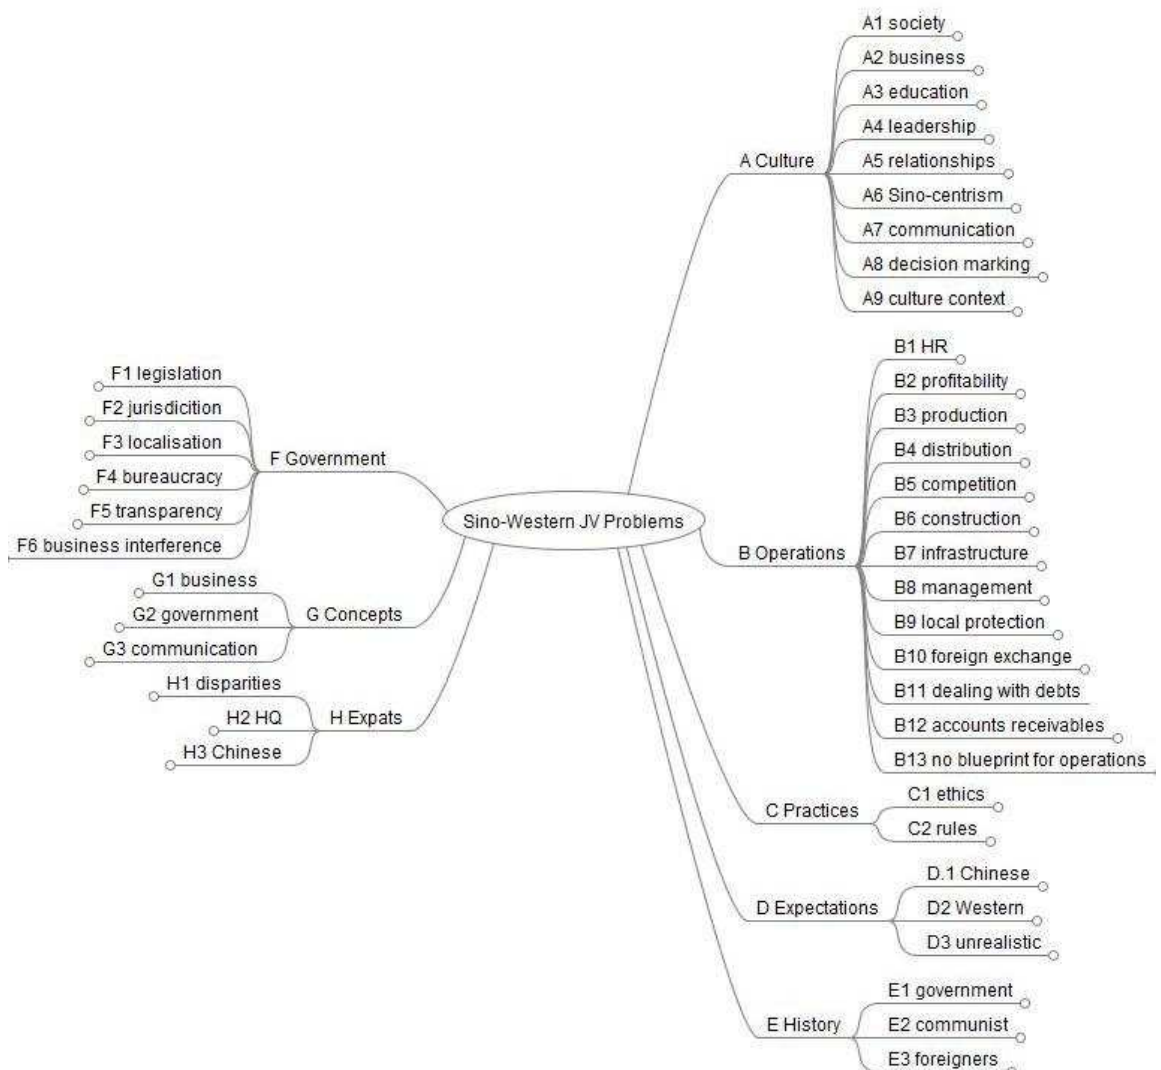 Sino-Western JV Problems
A Culture
A1 society
A2 business
A3 education
A4 leadership
A5 relationships
A6 Sino-centrism
A7 communication
A8 decision marking
A9 culture context
B Operations
B1 HR
B2 profitability
B3 production
B4 distribution
B5 competition
B6 construction
B7 infrastructure
B8 management
B9 local protection
B10 foreign exchange
B11 dealing with debts
B12 accounts receivables
B13 no blueprint for operations
C Practices
C1 ethics
C2 rules
D Expectations
D.1 Chinese
D2 Western
D3 unrealistic
E History
E1 government
E2 communist
E3 foreigners
F Government
F1 legislation
F2 jurisdicition
F3 localisation
F4 bureaucracy
F5 transparency
F6 business interference
G Concepts
G1 business
G2 government
G3 communication
H Expats
H1 disparities
H2 HQ
H3 Chinese